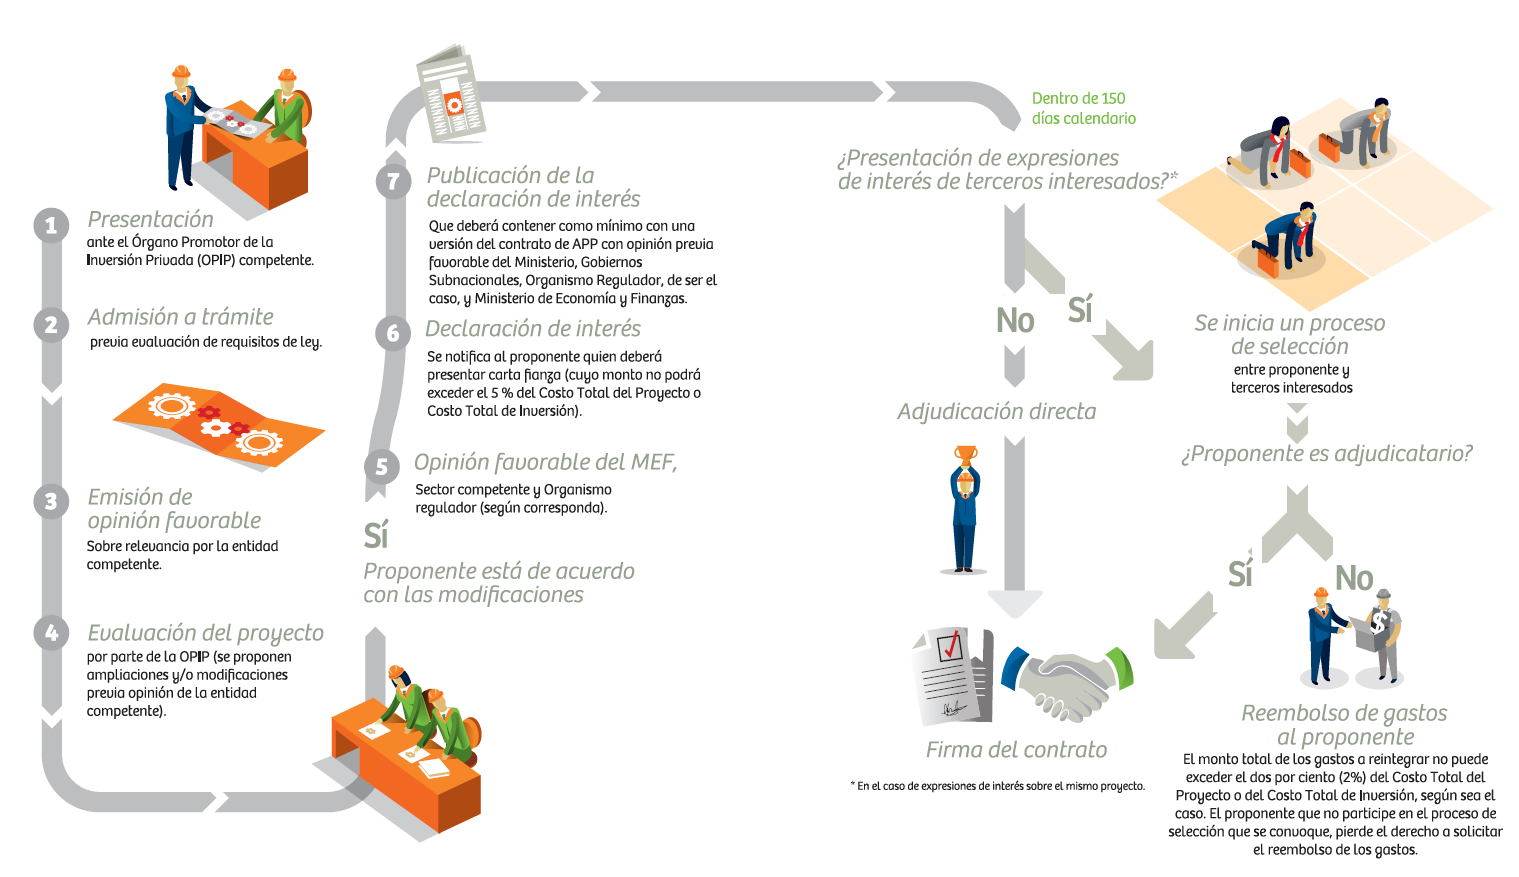 1
Presentación
ante el Órgano Promotor de la
Inversión Privada (OPIP) competente.
2
Admisión a trámite
previa evaluación de requisitos de ley.
3
Emisión de
opinión favorable
Sobre relevancia por la entidad
competente.
4
Evaluación del proyecto
por parte de la OPIP (se proponen
ampliaciones y/o modificaciones
previa opinión de la entidad
competente).
Proponente está de acuerdo
con las modificaciones
Sí
5
Opinión favorable del MEF,
Sector competente y Organismo
regulador (según corresponda).
6
Declaración de interés
Se notifica al proponente quien deberá
presentar carta fianza (cuyo monto no podrá
exceder el 5 % del Costo Total del Proyecto o
Costo Total de Inversión).
7
Publicación de la
declaración de interés
Que deberá contener como mínimo con una
versión del contrato de APP con opinión previa
favorable del Ministerio, Gobiernos
Subnacionales, Organismo Regulador, de ser el
caso, y Ministerio de Economía y Finanzas.
Dentro de 150
días calendario
¿Presentación de expresiones
de interés de terceros interesados?*
No
Sí
Adjudicación directa
Firma del contrato
* En el caso de expresiones de interés sobre el mismo proyecto.
Se inicia un proceso
de selección
entre proponente y
terceros interesados
¿Proponente es adjudicatario?
Sí
No
$
Reembolso de gastos
al proponente
El monto total de los gastos a reintegrar no puede
exceder el dos por ciento (2%) del Costo Total del
Proyecto o del Costo Total de Inversión, según sea el
caso. El proponente que no participe en el proceso de
selección que se convoque, pierde el derecho a solicitar
el reembolso de los gastos.